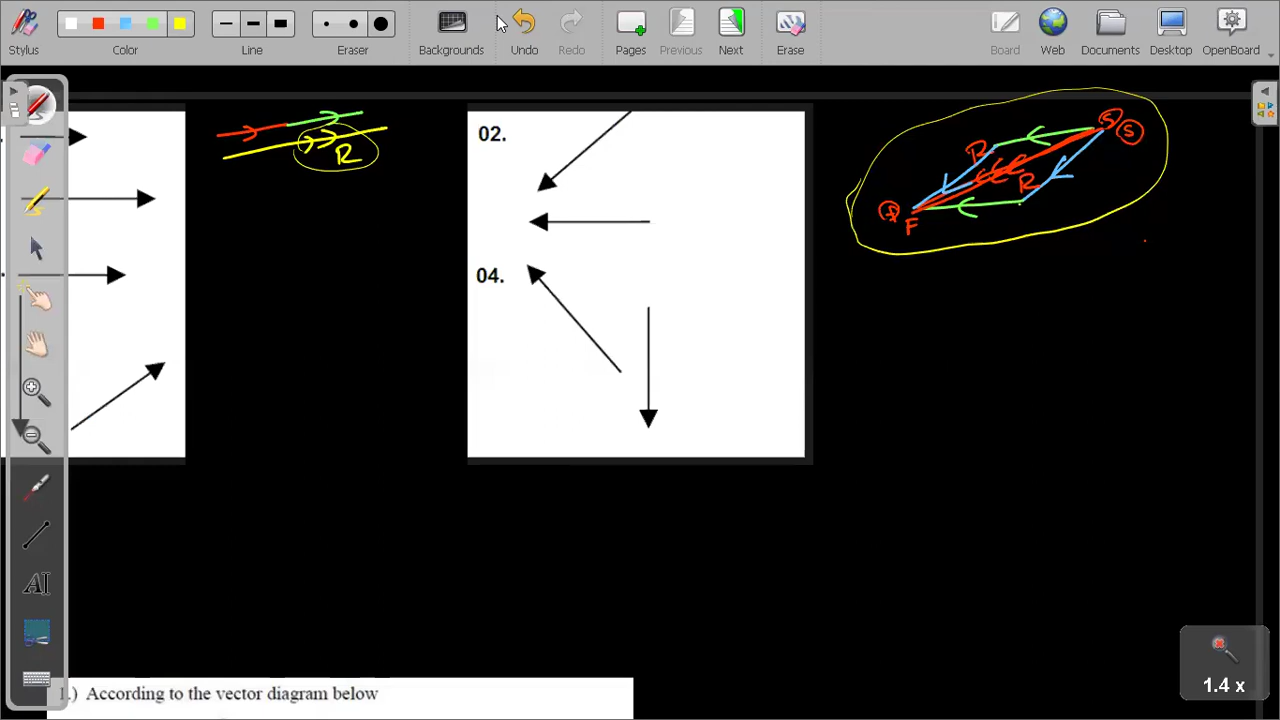 Stylus
Color
Line
Eraser
Backgrounds
Undo
Redo
Pages
Previous
Next
Erase
Board
Web
Documents
Desktop
OpenBoard
R
02.
04.
S
S
R
R
F
AI
1.4 x
1.) According to the vector diagram below